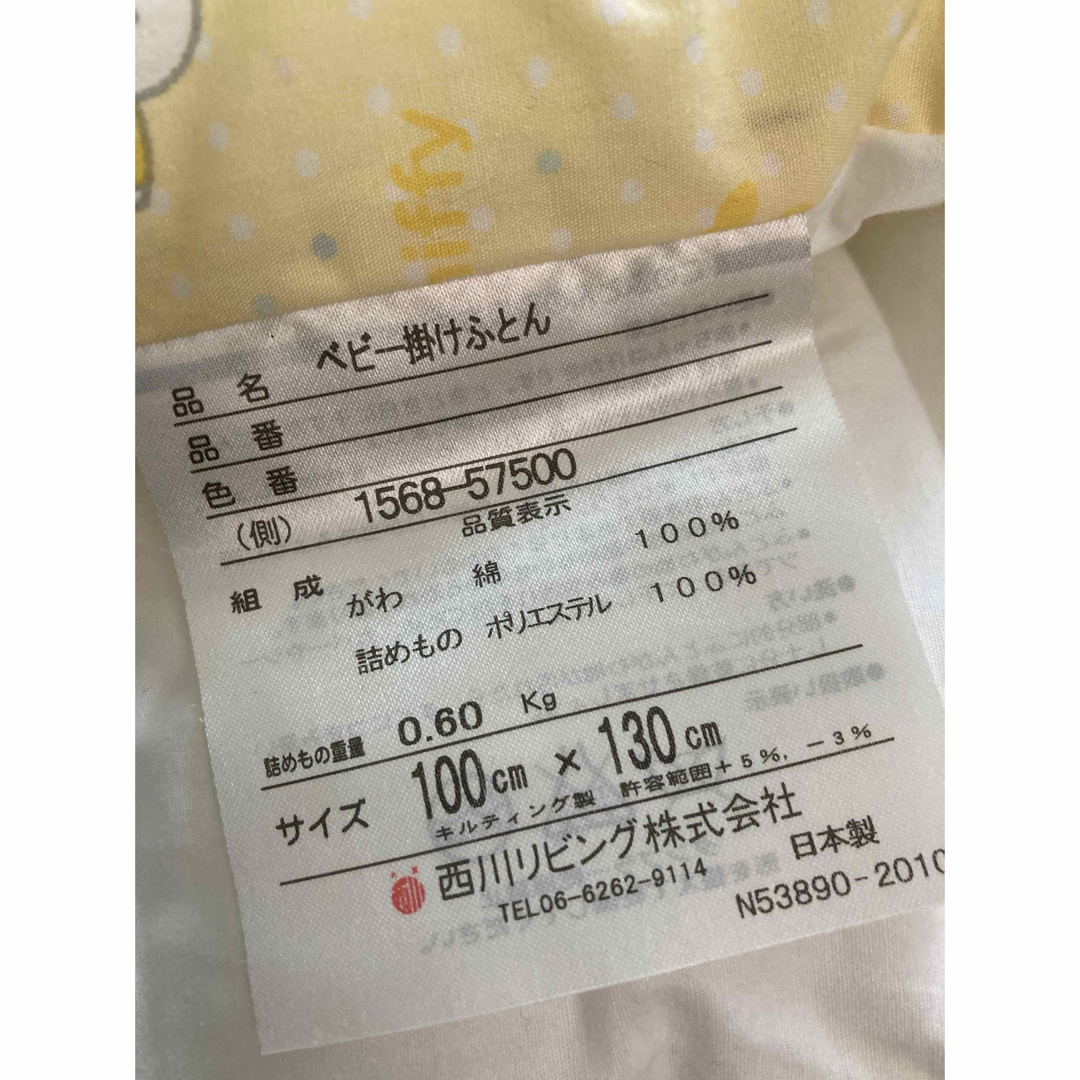 iffy
品名 ベビー掛けふとん
品番
色番
(側) 1568-57500
品質表示
組成 がわ 綿 100%
詰めもの ポリエステル 100%
詰めもの重量 0.60 Kg
サイズ 100cm × 130cm
キルティング製 許容範囲+5%,-3%
西川リビング株式会社
TEL06-6262-9114 日本製
N53890-2010